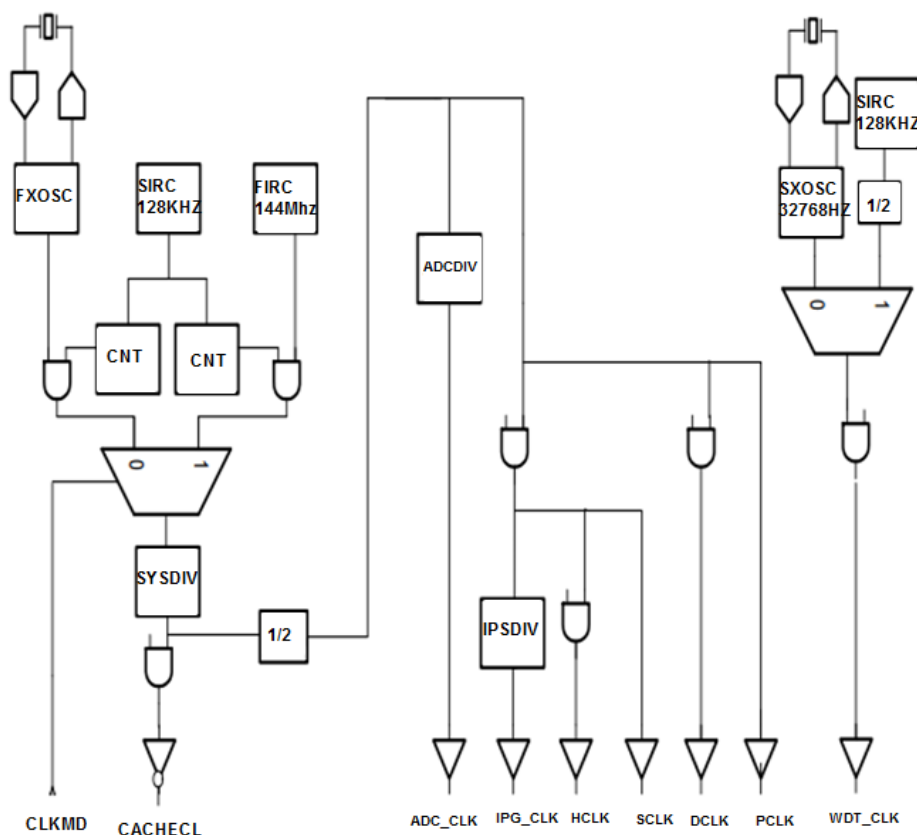 FXOSC
SIRC
128KHZ
FIRC
144Mhz
SIRC
128KHZ
SXOSC
32768HZ
1/2
ADCDIV
CNT
CNT
0
1
0
1
SYSDIV
1/2
IPSDIV
CLKMD
CACHECL
ADC_CLK
IPG_CLK
HCLK
SCLK
DCLK
PCLK
WDT_CLK